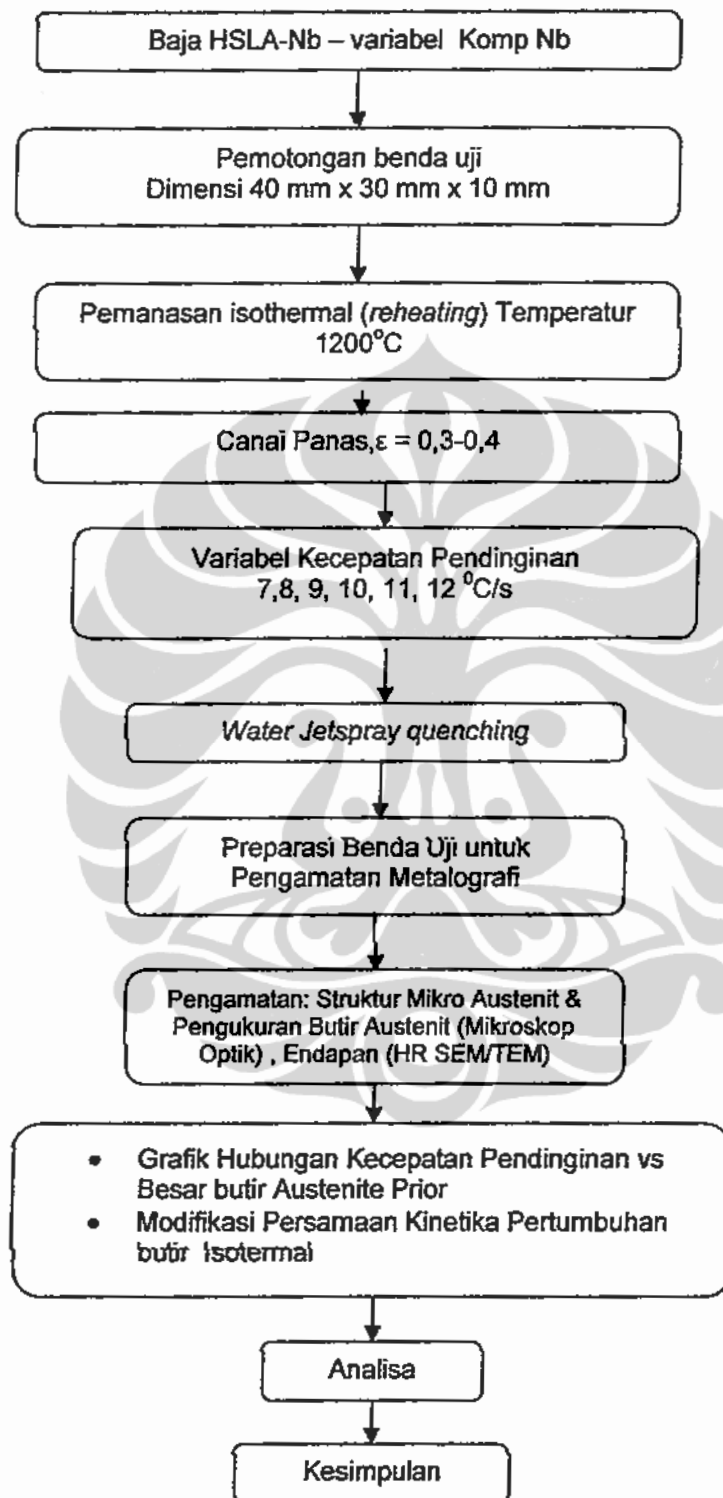 Baja HSLA-Nb – variabel Komp Nb
Pemotongan benda uji
Dimensi 40 mm x 30 mm x 10 mm
Pemanasan isothermal (reheating) Temperatur
1200°C
Canai Panas,ε = 0,3-0,4
Variabel Kecepatan Pendinginan
7,8, 9, 10, 11, 12 ⁰C/s
Water Jetspray quenching
Preparasi Benda Uji untuk
Pengamatan Metalografi
Pengamatan: Struktur Mikro Austenit &
Pengukuran Butir Austenit (Mikroskop
Optik) , Endapan (HR SEM/TEM)
• Grafik Hubungan Kecepatan Pendinginan vs
Besar butir Austenite Prior
• Modifikasi Persamaan Kinetika Pertumbuhan
butir Isotermal
Analisa
Kesimpulan